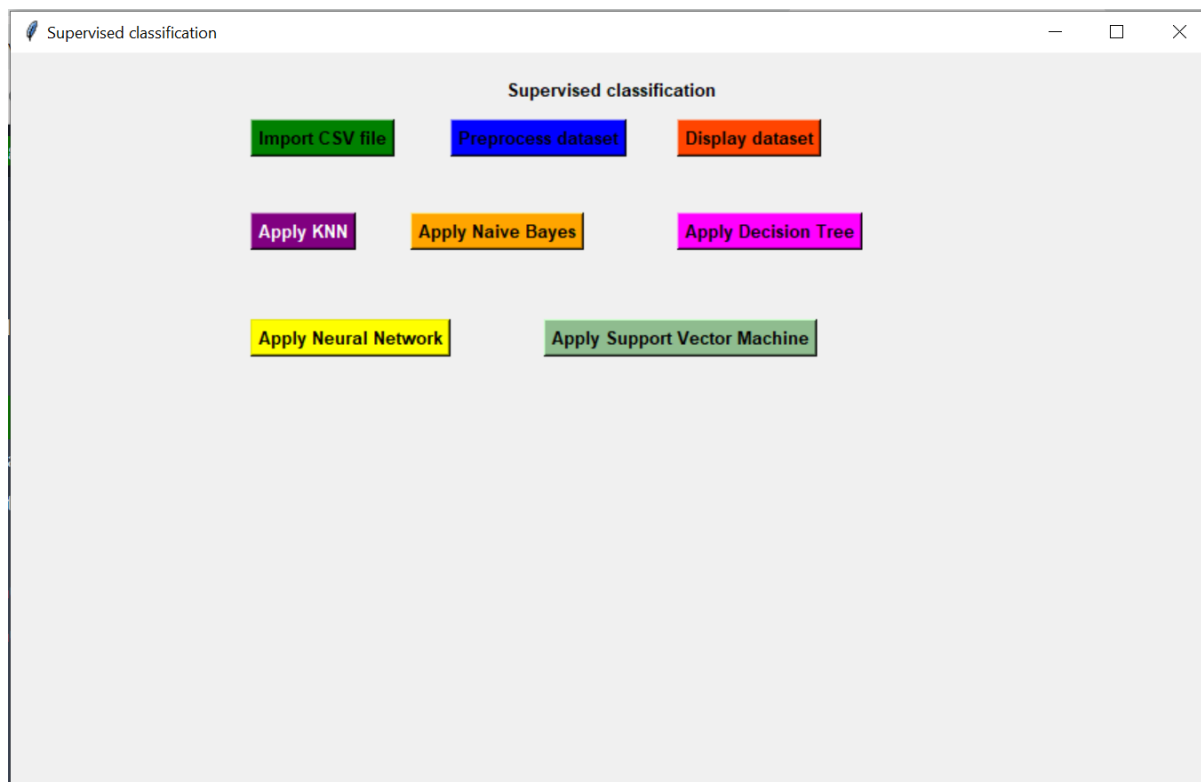 Supervised classification
Supervised classification
Import CSV file Preprocess dataset Display dataset
Apply KNN Apply Naive Bayes Apply Decision Tree
Apply Neural Network Apply Support Vector Machine